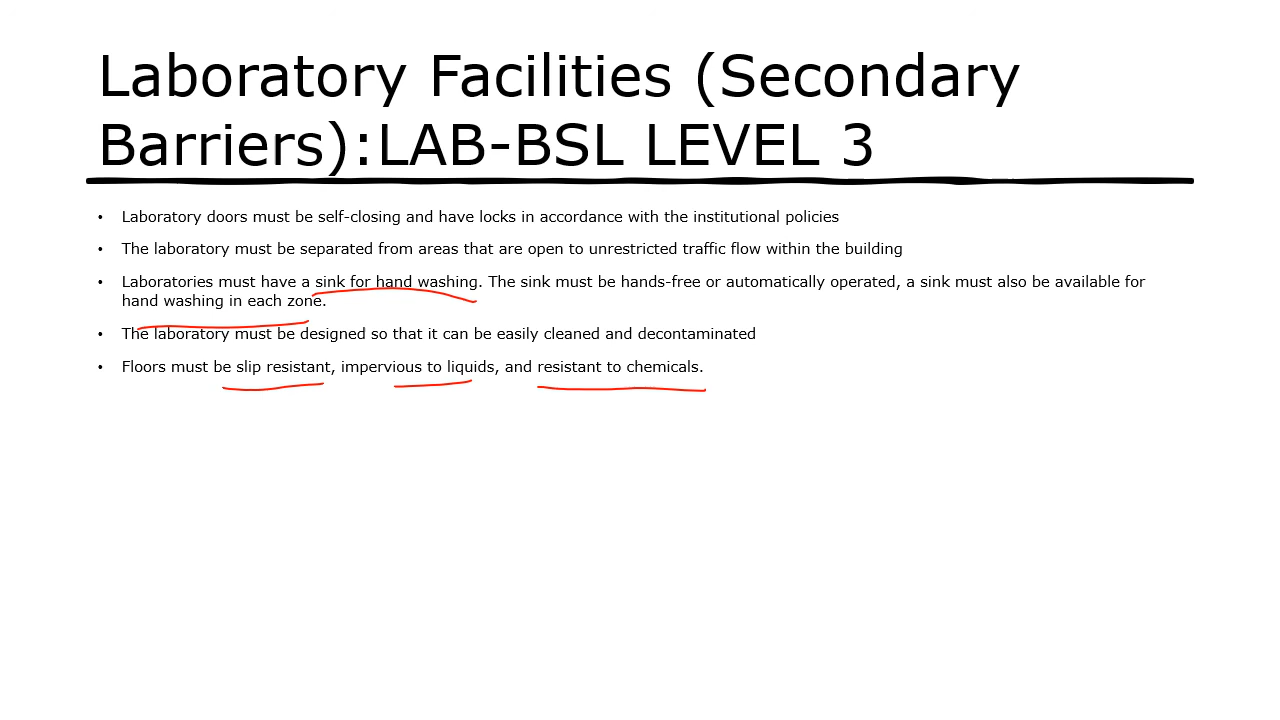 Laboratory Facilities (Secondary
Barriers):LAB-BSL LEVEL 3
• Laboratory doors must be self-closing and have locks in accordance with the institutional policies
• The laboratory must be separated from areas that are open to unrestricted traffic flow within the building
• Laboratories must have a sink for hand washing. The sink must be hands-free or automatically operated, a sink must also be available for
hand washing in each zone.
• The laboratory must be designed so that it can be easily cleaned and decontaminated
• Floors must be slip resistant, impervious to liquids, and resistant to chemicals.